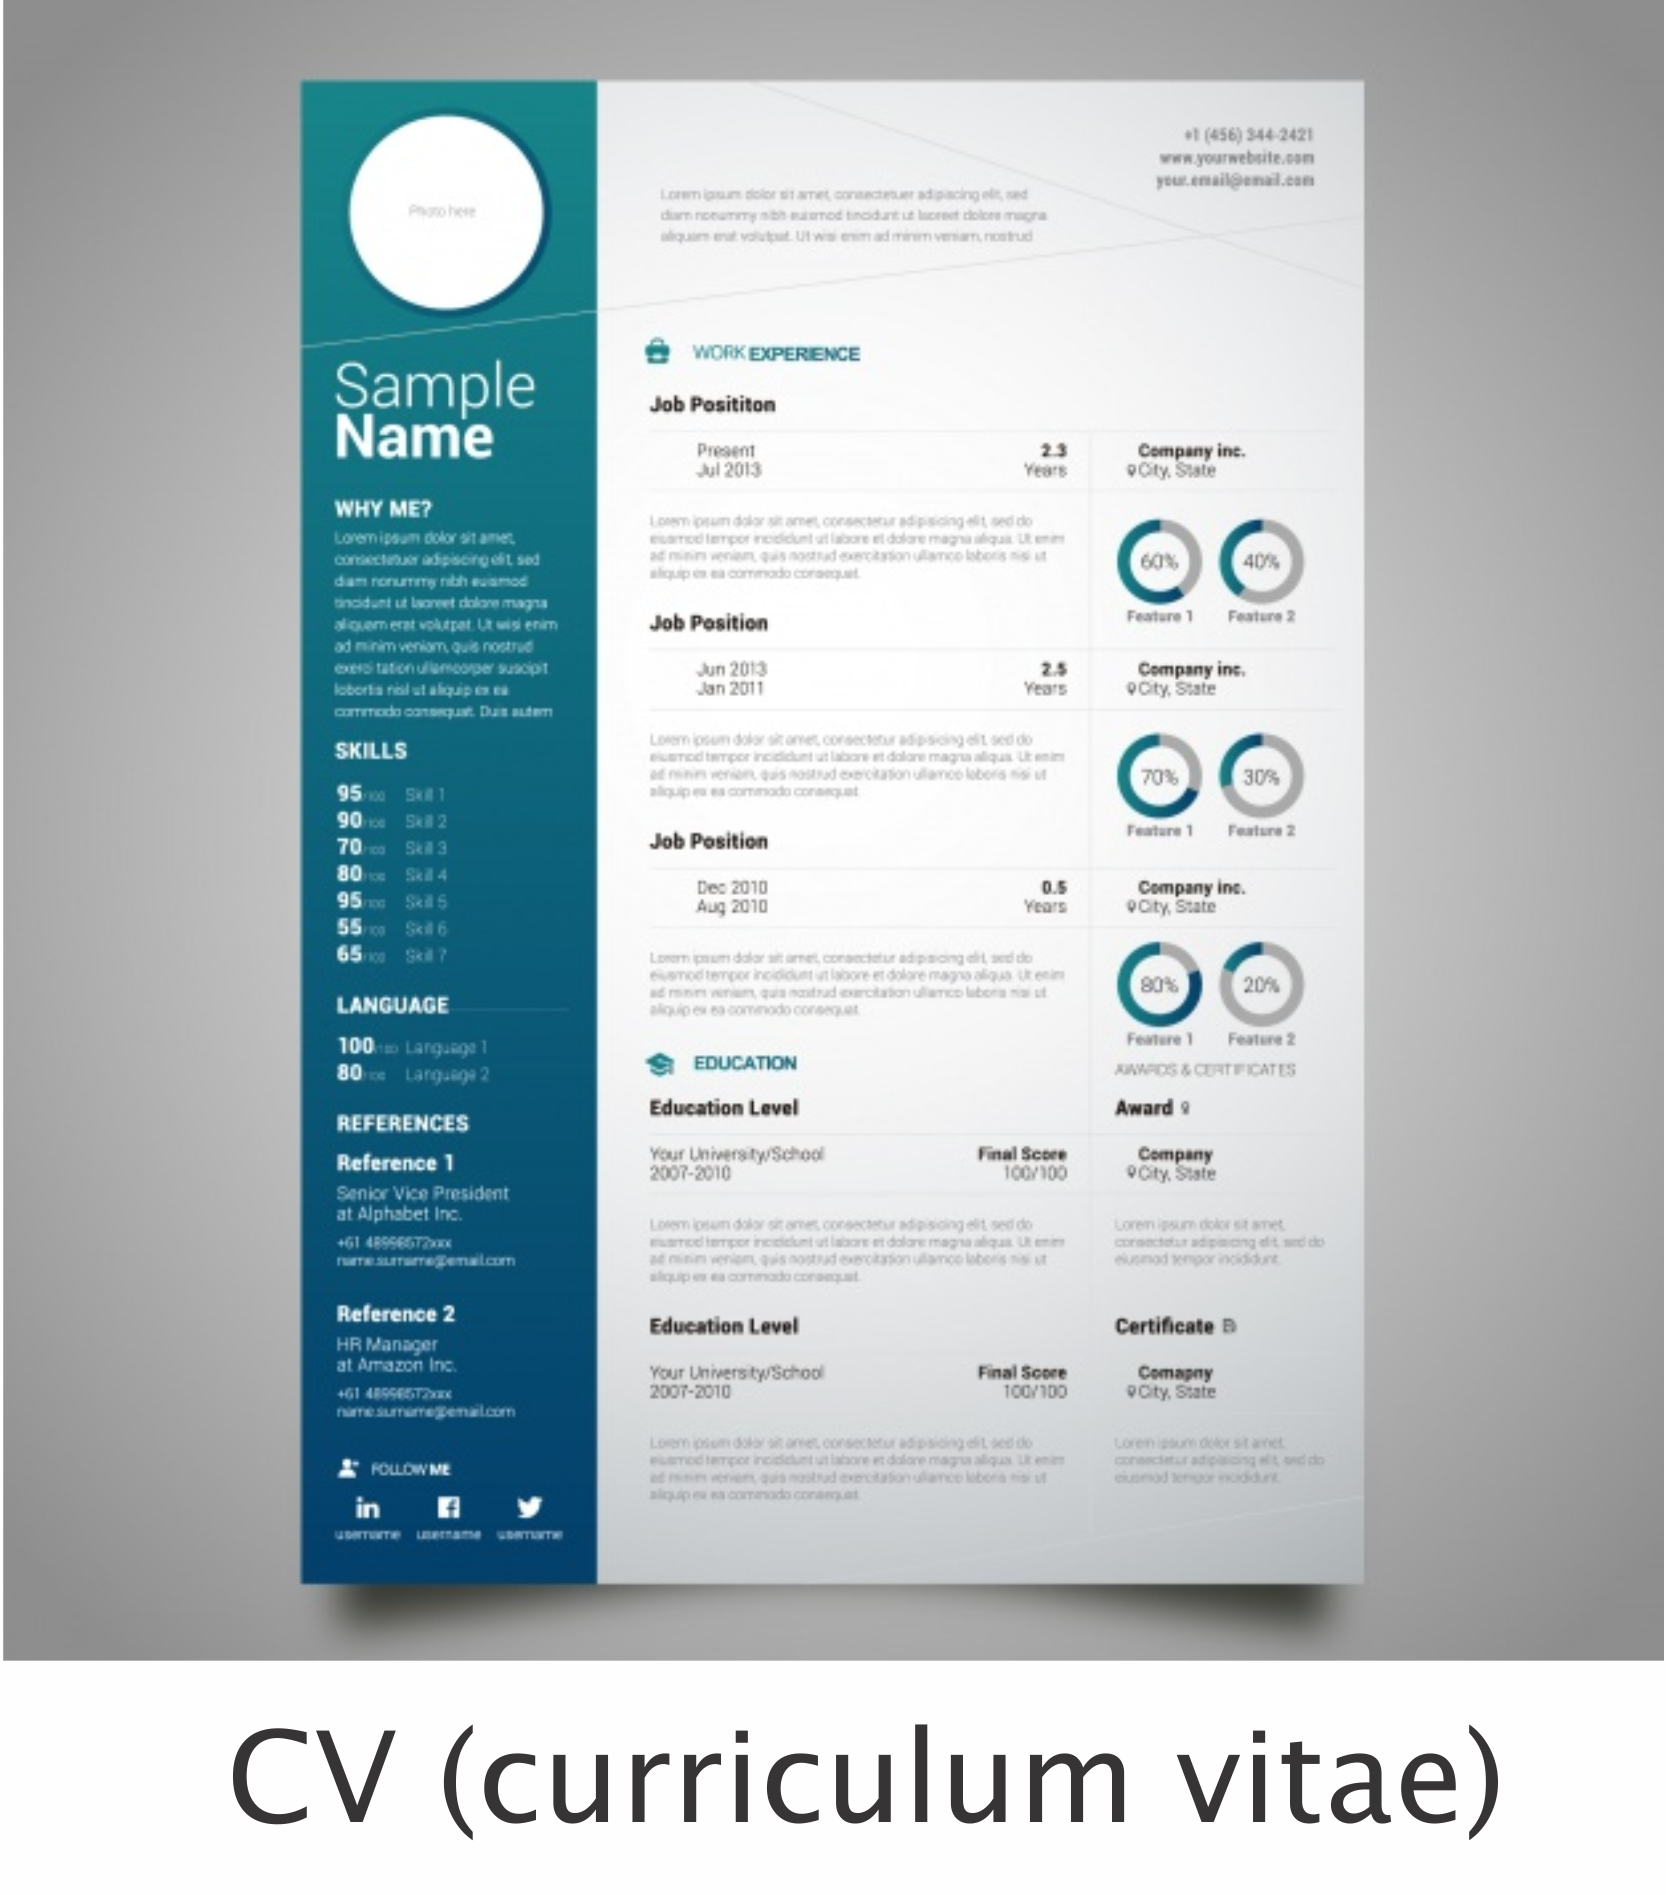 Photo here
Sample
Name
WHY ME?
Lorem ipsum dolor sit amet,
consectetuer adipiscing elit, sed
diam nonummy nibh euismod
tincidunt ut laoreet dolore magna
aliquam erat volutpat. Ut wisi enim
ad minim veniam, quis nostrud
exerci tation ullamcorper suscipit
lobortis nisl ut aliquip ex ea
commodo consequat. Duis autem
SKILLS
95/100 Skill 1
90/100 Skill 2
70/100 Skill 3
80/100 Skill 4
95/100 Skill 5
55/100 Skill 6
65/100 Skill 7
LANGUAGE
100/100 Language 1
80/100 Language 2
REFERENCES
Reference 1
Senior Vice President
at Alphabet Inc.
+61 48998572xxx
name.surname@email.com
Reference 2
HR Manager
at Amazon Inc.
+61 48998572xxx
name.surname@email.com
FOLLOW ME
username username username
+1 (456) 344-2421
www.yourwebsite.com
your.email@email.com
Lorem ipsum dolor sit amet, consectetuer adipiscing elit, sed
diam nonummy nibh euismod tincidunt ut laoreet dolore magna
aliquam erat volutpat. Ut wisi enim ad minim veniam, nostrud
WORK EXPERIENCE
Job Posititon
Present 2.3 Company inc.
Jul 2013 Years City, State
Lorem ipsum dolor sit amet, consectetur adipisicing elit, sed do
eiusmod tempor incididunt ut labore et dolore magna aliqua. Ut enim
ad minim veniam, quis nostrud exercitation ullamco laboris nisi ut
aliquip ex ea commodo consequat.
60% 40%
Feature 1 Feature 2
Job Position
Jun 2013 2.5 Company inc.
Jan 2011 Years City, State
Lorem ipsum dolor sit amet, consectetur adipisicing elit, sed do
eiusmod tempor incididunt ut labore et dolore magna aliqua. Ut enim
ad minim veniam, quis nostrud exercitation ullamco laboris nisi ut
aliquip ex ea commodo consequat.
70% 30%
Feature 1 Feature 2
Job Position
Dec 2010 0.5 Company inc.
Aug 2010 Years City, State
Lorem ipsum dolor sit amet, consectetur adipisicing elit, sed do
eiusmod tempor incididunt ut labore et dolore magna aliqua. Ut enim
ad minim veniam, quis nostrud exercitation ullamco laboris nisi ut
aliquip ex ea commodo consequat.
80% 20%
Feature 1 Feature 2
EDUCATION
AWARDS & CERTIFICATES
Education Level Award
Your University/School Final Score Company
2007-2010 100/100 City, State
Lorem ipsum dolor sit amet, consectetur adipisicing elit, sed do
eiusmod tempor incididunt ut labore et dolore magna aliqua. Ut enim
ad minim veniam, quis nostrud exercitation ullamco laboris nisi ut
aliquip ex ea commodo consequat.
Lorem ipsum dolor sit amet,
consectetur adipisicing elit, sed do
eiusmod tempor incididunt.
Education Level Certificate
Your University/School Final Score Comapny
2007-2010 100/100 City, State
Lorem ipsum dolor sit amet, consectetur adipisicing elit, sed do
eiusmod tempor incididunt ut labore et dolore magna aliqua. Ut enim
ad minim veniam, quis nostrud exercitation ullamco laboris nisi ut
aliquip ex ea commodo consequat.
Lorem ipsum dolor sit amet,
consectetur adipisicing elit, sed do
eiusmod tempor incididunt.
CV (curriculum vitae)